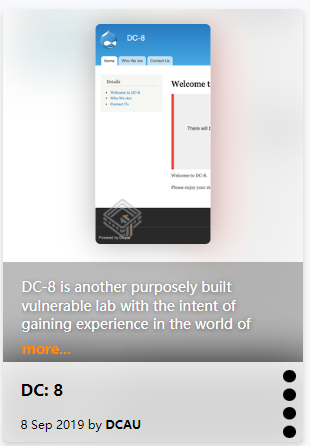 DC-8
Home Who We Are Contact Us
Details
Welcome to DC-8
Who We Are
Contact Us
Welcome t
There will l
Welcome to DC-8.
Please enjoy your st
Powered by Drupal
DC-8 is another purposely built
vulnerable lab with the intent of
gaining experience in the world of
more...
DC: 8
8 Sep 2019 by DCAU